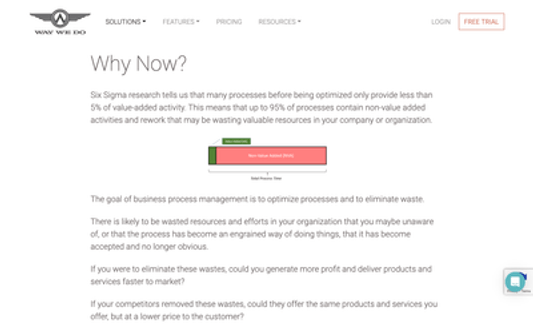 WAY WE DO
SOLUTIONS
FEATURES
PRICING
RESOURCES
LOGIN
FREE TRIAL
Why Now?
Six Sigma research tells us that many processes before being optimized only provide less than
5% of value-added activity. This means that up to 95% of processes contain non-value added
activities and rework that may be wasting valuable resources in your company or organization.
Total Process Time
The goal of business process management is to optimize processes and to eliminate waste.
There is likely to be wasted resources and efforts in your organization that you maybe unaware
of, or that the process has become an engrained way of doing things, that it has become
accepted and no longer obvious.
If you were to eliminate these wastes, could you generate more profit and deliver products and
services faster to market?
If your competitors removed these wastes, could they offer the same products and services you
offer, but at a lower price to the customer?